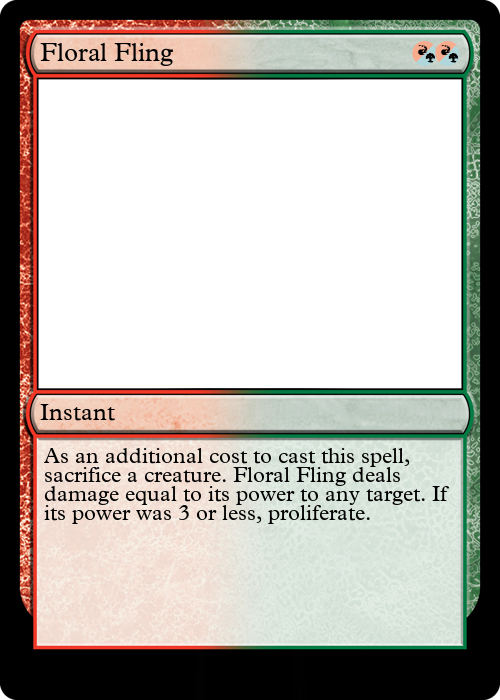 Floral Fling
Instant
As an additional cost to cast this spell,
sacrifice a creature. Floral Fling deals
damage equal to its power to any target. If
its power was 3 or less, proliferate.